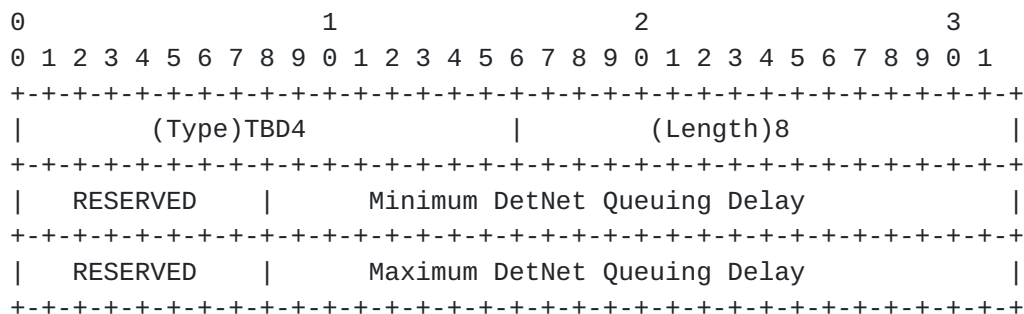 0                   1                   2                   3
0 1 2 3 4 5 6 7 8 9 0 1 2 3 4 5 6 7 8 9 0 1 2 3 4 5 6 7 8 9 0 1
+-+-+-+-+-+-+-+-+-+-+-+-+-+-+-+-+-+-+-+-+-+-+-+-+-+-+-+-+-+-+-+-+
|        (Type)TBD4             |        (Length)8              |
+-+-+-+-+-+-+-+-+-+-+-+-+-+-+-+-+-+-+-+-+-+-+-+-+-+-+-+-+-+-+-+-+
|   RESERVED    |      Minimum DetNet Queuing Delay             |
+-+-+-+-+-+-+-+-+-+-+-+-+-+-+-+-+-+-+-+-+-+-+-+-+-+-+-+-+-+-+-+-+
|   RESERVED    |      Maximum DetNet Queuing Delay             |
+-+-+-+-+-+-+-+-+-+-+-+-+-+-+-+-+-+-+-+-+-+-+-+-+-+-+-+-+-+-+-+-+